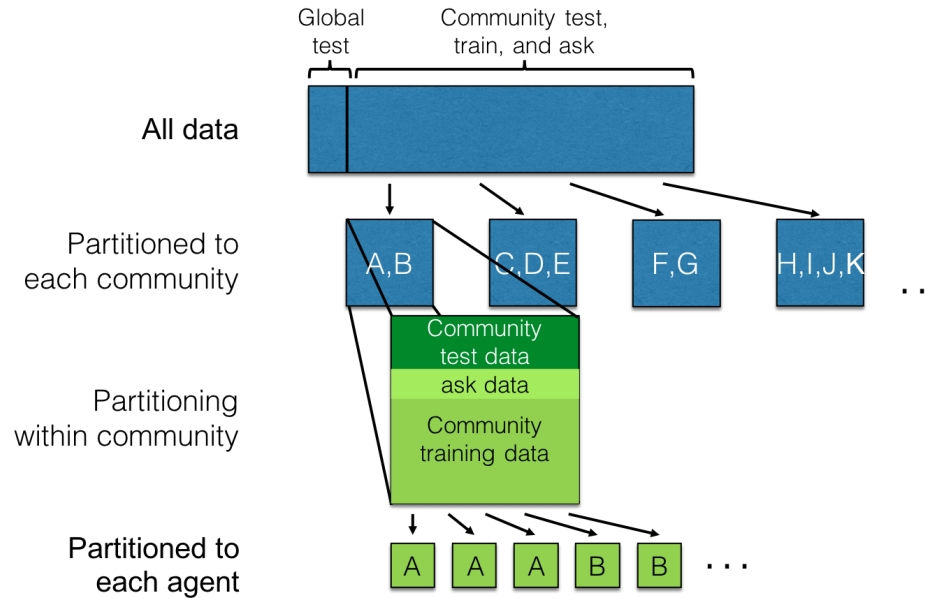 Global
test
Community test,
train, and ask
All data
Partitioned to
each community
A,B
C,D,E
F,G
H,I,J,K
..
Community
test data
ask data
Community
training data
Partitioning
within community
Partitioned to
each agent
A
A
A
B
B
...